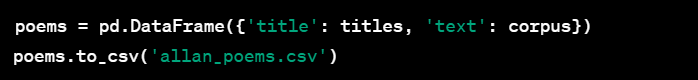 poems = pd.DataFrame({'title': titles, 'text': corpus})
poems.to_csv('allan_poems.csv')